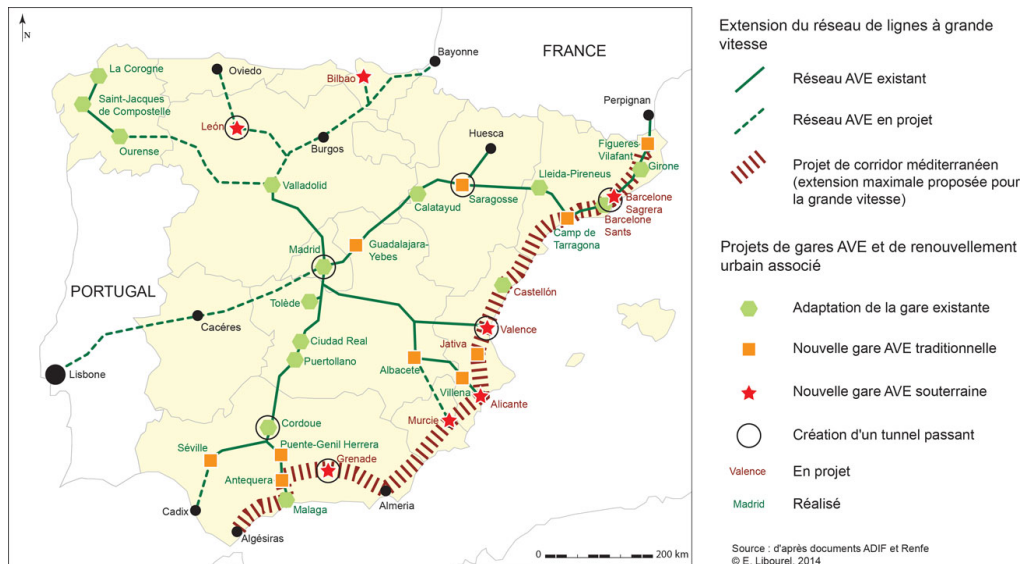 N
FRANCE
PORTUGAL
La Corogne
Saint-Jacques
de Compostelle
Ourense
Oviedo
León
Bilbao
Bayonne
Burgos
Valladolid
Huesca
Perpignan
Figueres-
Vilafant
Girone
Lleida-Pireneus
Saragosse
Calatayud
Barcelone
Sagrera
Barcelone
Sants
Camp de
Tarragona
Guadalajara-
Yebes
Madrid
Tolède
Castellón
Cacéres
Lisbone
Ciudad Real
Puertollano
Valence
Jativa
Albacete
Villena
Alicante
Murcie
Cordoue
Séville
Puente-Genil Herrera
Grenade
Antequera
Malaga
Almeria
Cadix
Algésiras
0
200 km
Extension du réseau de lignes à grande
vitesse
Réseau AVE existant
Réseau AVE en projet
Projet de corridor méditerranéen
(extension maximale proposée pour
la grande vitesse)
Projets de gares AVE et de renouvellement
urbain associé
Adaptation de la gare existante
Nouvelle gare AVE traditionnelle
Nouvelle gare AVE souterraine
Création d'un tunnel passant
Valence
En projet
Madrid
Réalisé
Source : d'après documents ADIF et Renfe
© E. Libourel, 2014